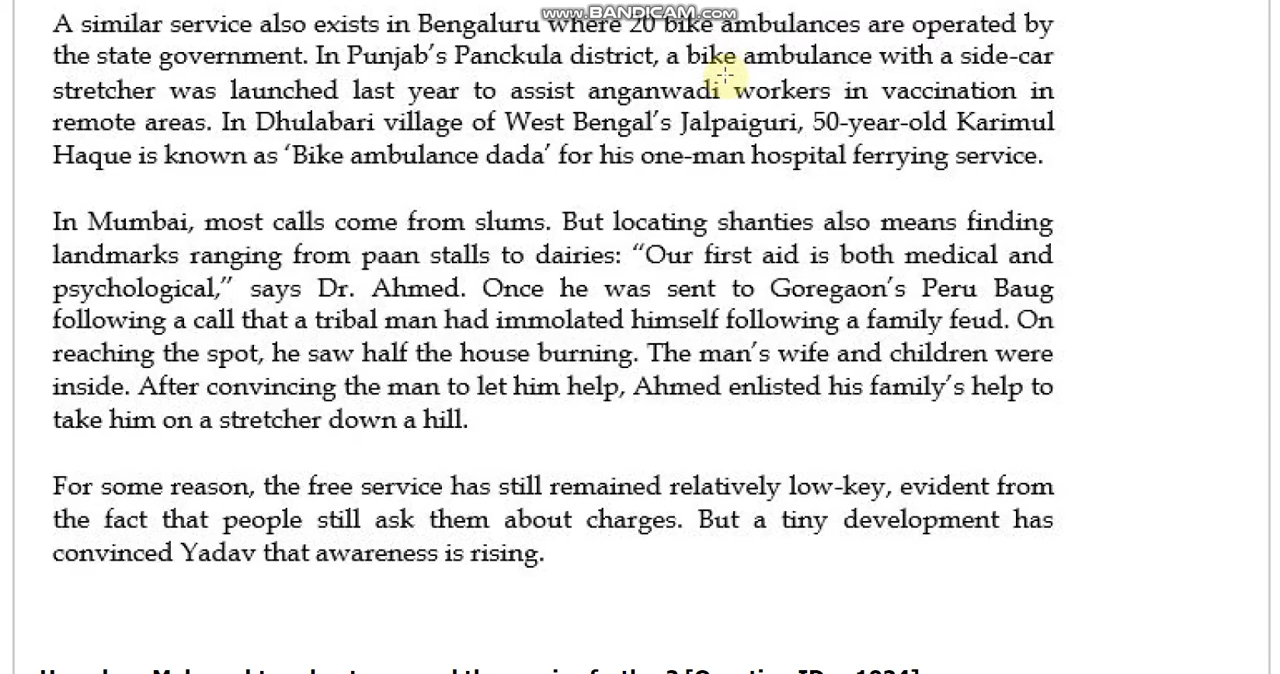 www.BANDICAM.com
A similar service also exists in Bengaluru where 20 bike ambulances are operated by
the state government. In Punjab's Panckula district, a bike ambulance with a side-car
stretcher was launched last year to assist anganwadi workers in vaccination in
remote areas. In Dhulabari village of West Bengal's Jalpaiguri, 50-year-old Karimul
Haque is known as 'Bike ambulance dada' for his one-man hospital ferrying service.
In Mumbai, most calls come from slums. But locating shanties also means finding
landmarks ranging from paan stalls to dairies: "Our first aid is both medical and
psychological," says Dr. Ahmed. Once he was sent to Goregaon's Peru Baug
following a call that a tribal man had immolated himself following a family feud. On
reaching the spot, he saw half the house burning. The man's wife and children were
inside. After convincing the man to let him help, Ahmed enlisted his family's help to
take him on a stretcher down a hill.
For some reason, the free service has still remained relatively low-key, evident from
the fact that people still ask them about charges. But a tiny development has
convinced Yadav that awareness is rising.